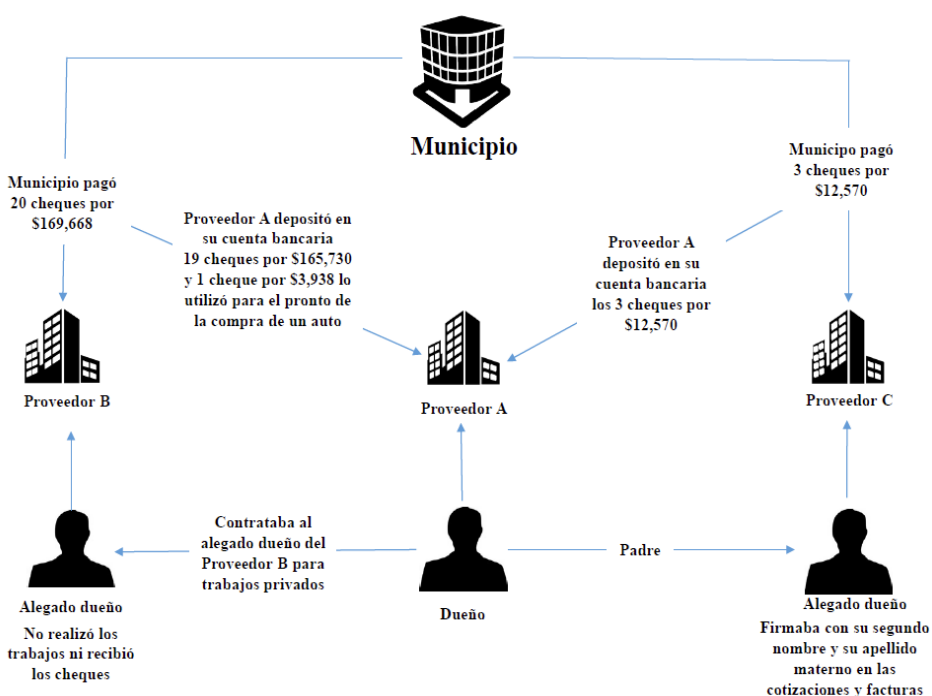 Municipio
Municipio pagó
20 cheques por
$169,668
Proveedor A depositó en
su cuenta bancaria
19 cheques por $165,730
y 1 cheque por $3,938 lo
utilizó para el pronto de
la compra de un auto
Proveedor A
depositó en su
cuenta bancaria
los 3 cheques por
$12,570
Municipo pagó
3 cheques por
$12,570
Proveedor B
Proveedor A
Proveedor C
Contrataba al
alegado dueño del
Proveedor B para
trabajos privados
Padre
Alegado dueño
No realizó los
trabajos ni recibió
los cheques
Dueño
Alegado dueño
Firmaba con su segundo
nombre y su apellido
materno en las
cotizaciones y facturas